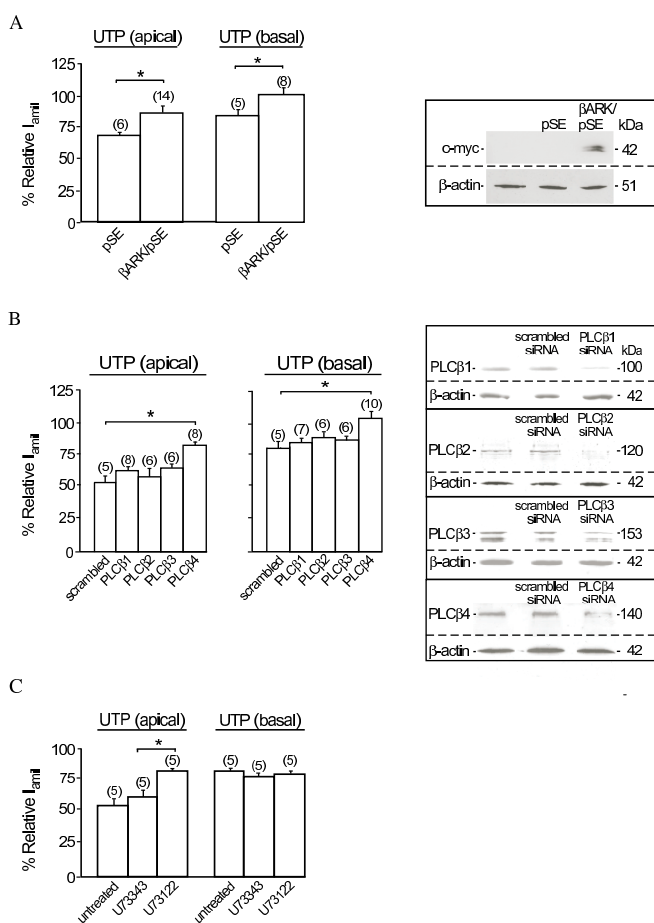 A
UTP (apical) UTP (basal)
% Relative Iamil
125
100
75
50
25
0
(6) * (14) (5) * (8)
pSE βARK/pSE pSE βARK/pSE
pSE βARK/pSE kDa
c-myc- -42
β-actin- -51
B
UTP (apical) UTP (basal)
% Relative Iamil
125
100
75
50
25
0
(5) (8) (6) (6) (8) *
(5) (7) (6) (6) (10) *
scrambled PLCβ1 PLCβ2 PLCβ3 PLCβ4
scrambled PLCβ1 PLCβ2 PLCβ3 PLCβ4
scrambled siRNA PLCβ1 siRNA kDa
PLCβ1 -100
β-actin -42
scrambled siRNA PLCβ2 siRNA
PLCβ2 -120
β-actin -42
scrambled siRNA PLCβ3 siRNA
PLCβ3 -153
β-actin -42
scrambled siRNA PLCβ4 siRNA
PLCβ4 -140
β-actin -42
C
UTP (apical) UTP (basal)
% Relative Iamil
100
75
50
25
0
(5) (5) * (5) (5) (5) (5)
untreated U73343 U73122 untreated U73343 U73122